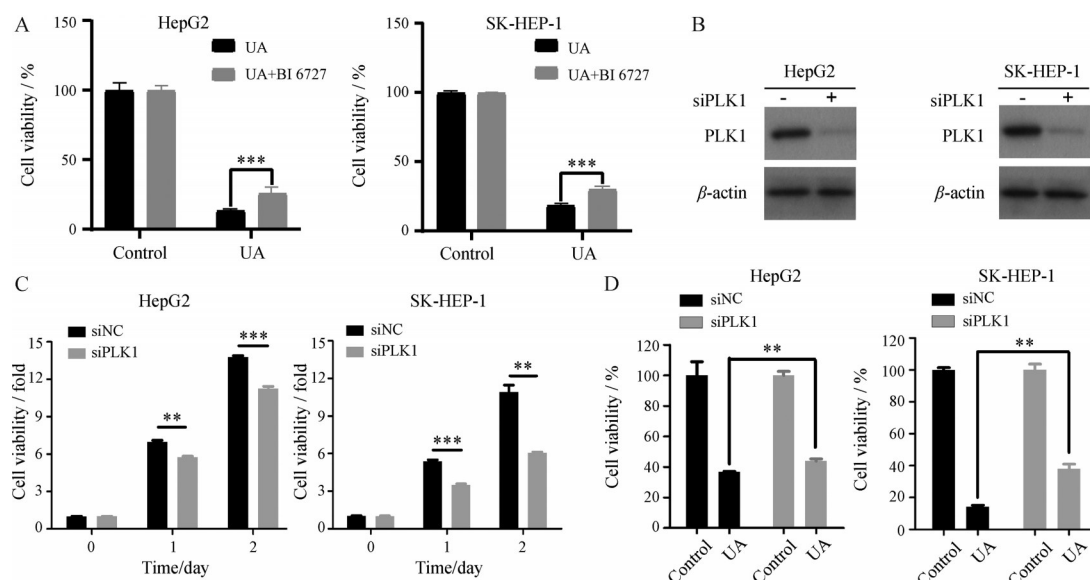 A
HepG2
Cell viability / %
150
100
50
0
UA
UA+BI 6727
***
Control
UA
SK-HEP-1
Cell viability / %
150
100
50
0
UA
UA+BI 6727
***
Control
UA
B
HepG2
siPLK1 - +
PLK1
β-actin
SK-HEP-1
siPLK1 - +
PLK1
β-actin
C
HepG2
siNC
siPLK1
Cell viability / fold
15
12
9
6
3
0
**
***
0 1 2
Time/day
SK-HEP-1
siNC
siPLK1
Cell viability / fold
15
12
9
6
3
0
***
**
0 1 2
Time/day
D
HepG2
siNC
siPLK1
Cell viability / %
120
100
80
60
40
20
0
**
Control UA Control UA
SK-HEP-1
siNC
siPLK1
Cell viability / %
120
100
80
60
40
20
0
**
Control UA Control UA